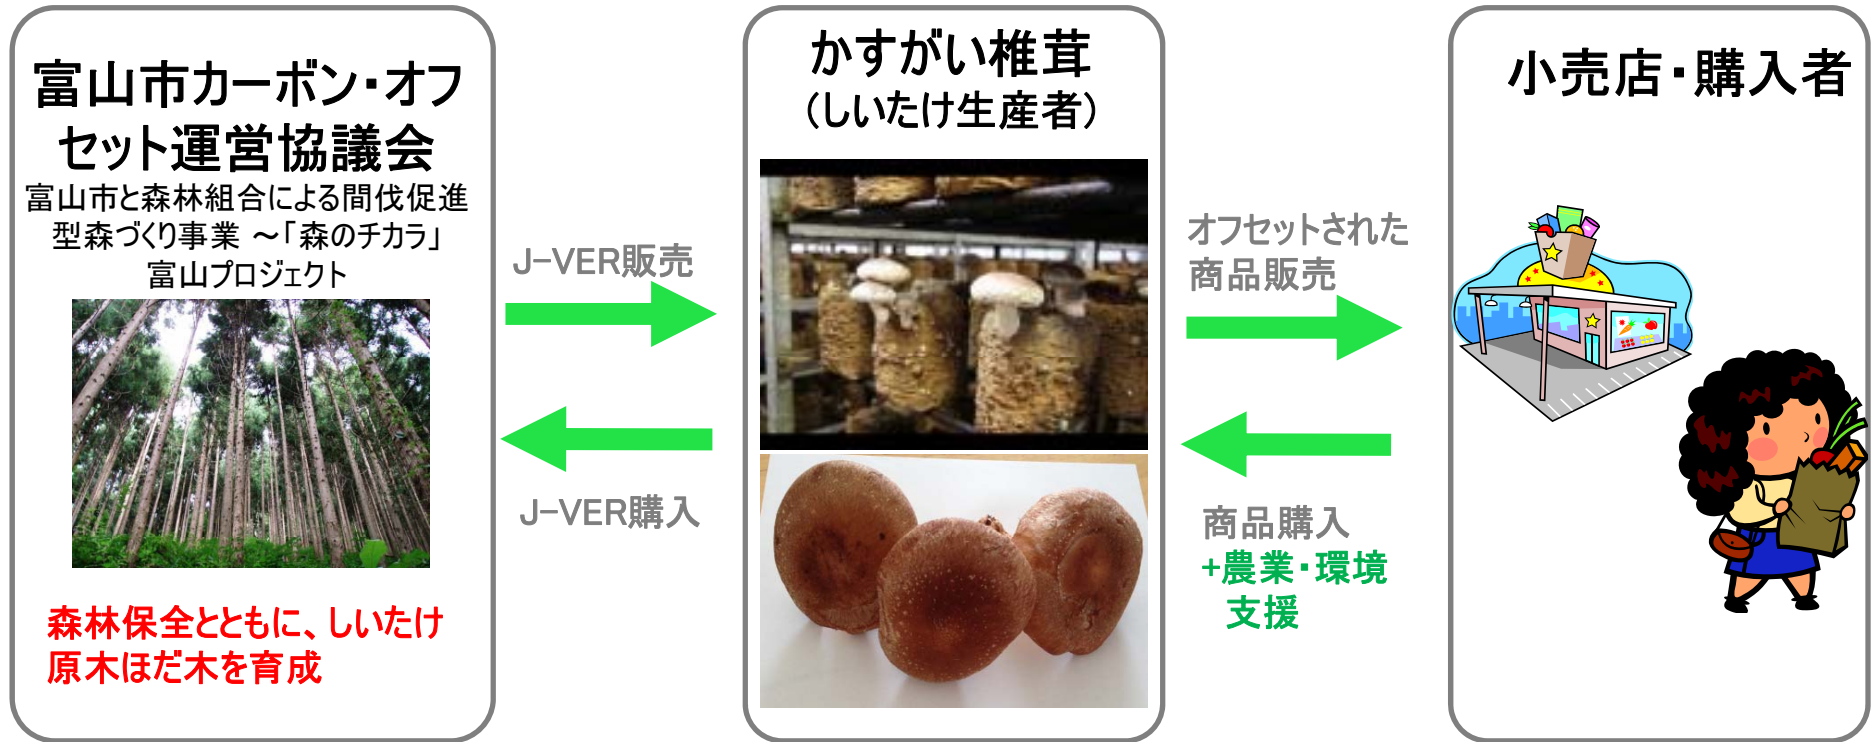 富山市カーボン・オフ
セット運営協議会
富山市と森林組合による間伐促進
型森づくり事業 ～「森のチカラ」
富山プロジェクト
森林保全とともに、しいたけ
原木ほだ木を育成
J-VER販売
J-VER購入
かすがい椎茸
（しいたけ生産者）
オフセットされた
商品販売
商品購入
+農業・環境
支援
小売店・購入者